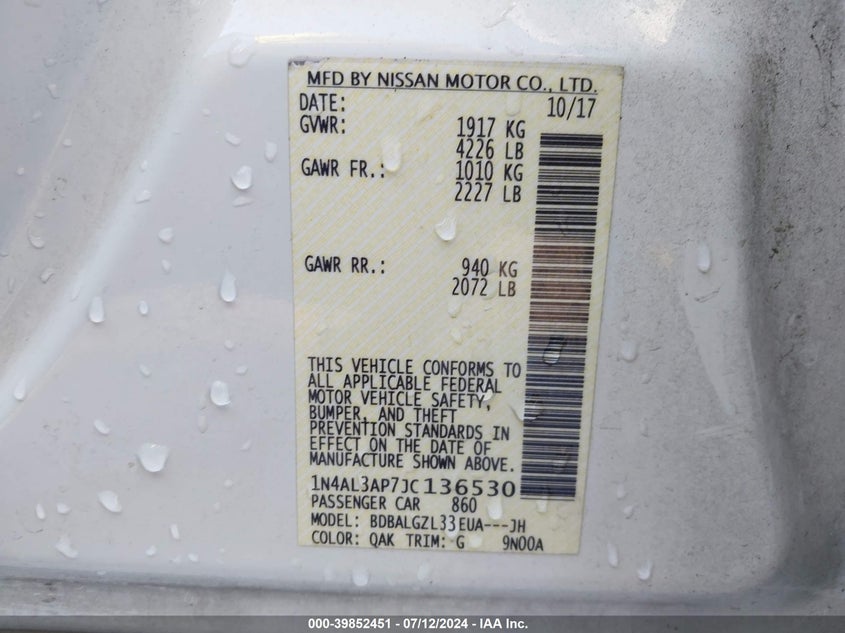 MFD BY NISSAN MOTOR CO., LTD.
DATE: 10/17
GVWR: 1917 KG
4226 LB
GAWR FR.: 1010 KG
2227 LB
GAWR RR.: 940 KG
2072 LB
THIS VEHICLE CONFORMS TO
ALL APPLICABLE FEDERAL
MOTOR VEHICLE SAFETY,
BUMPER, AND THEFT
PREVENTION STANDARDS IN
EFFECT ON THE DATE OF
MANUFACTURE SHOWN ABOVE.
1N4AL3AP7JC136530
PASSENGER CAR 860
MODEL: BDBALGZL33EUA---JH
COLOR: QAK TRIM: G 9N00A
000-39852451 - 07/12/2024 - IAA Inc.